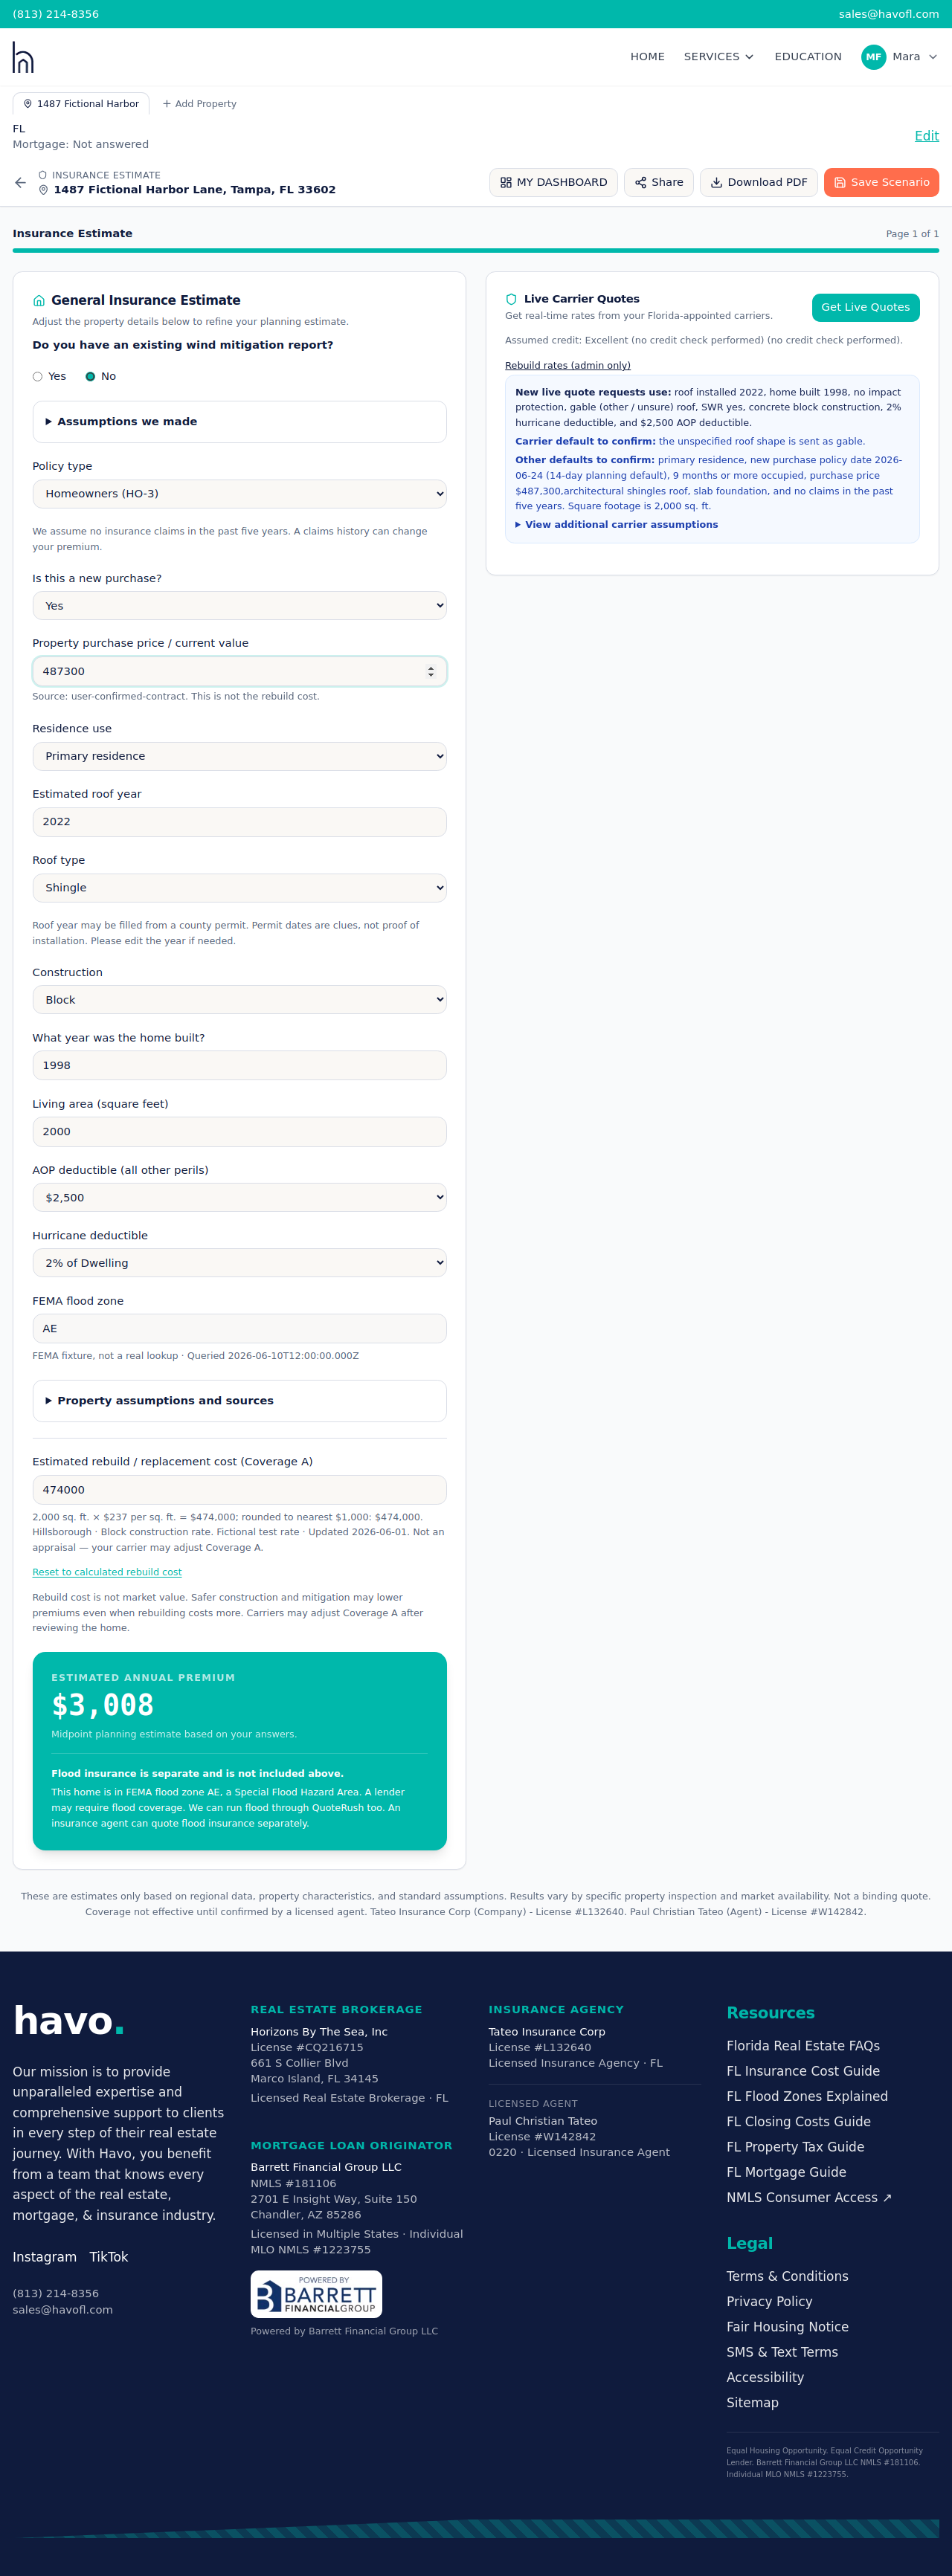 (813) 214-8356
sales@havofl.com
HOME
SERVICES
EDUCATION
MF
Mara
1487 Fictional Harbor
+ Add Property
FL
Mortgage: Not answered
Edit
INSURANCE ESTIMATE
1487 Fictional Harbor Lane, Tampa, FL 33602
MY DASHBOARD
Share
Download PDF
Save Scenario
Insurance Estimate
Page 1 of 1
General Insurance Estimate
Adjust the property details below to refine your planning estimate.
Do you have an existing wind mitigation report?
Yes
No
Assumptions we made
Policy type
Homeowners (HO-3)
We assume no insurance claims in the past five years. A claims history can change
your premium.
Is this a new purchase?
Yes
Property purchase price / current value
487300
Source: user-confirmed-contract. This is not the rebuild cost.
Residence use
Primary residence
Estimated roof year
2022
Roof type
Shingle
Roof year may be filled from a county permit. Permit dates are clues, not proof of
installation. Please edit the year if needed.
Construction
Block
What year was the home built?
1998
Living area (square feet)
2000
AOP deductible (all other perils)
$2,500
Hurricane deductible
2% of Dwelling
FEMA flood zone
AE
FEMA fixture, not a real lookup · Queried 2026-06-10T12:00:00.000Z
Property assumptions and sources
Estimated rebuild / replacement cost (Coverage A)
474000
2,000 sq. ft. × $237 per sq. ft. = $474,000; rounded to nearest $1,000: $474,000.
Hillsborough · Block construction rate. Fictional test rate · Updated 2026-06-01. Not an
appraisal — your carrier may adjust Coverage A.
Reset to calculated rebuild cost
Rebuild cost is not market value. Safer construction and mitigation may lower
premiums even when rebuilding costs more. Carriers may adjust Coverage A after
reviewing the home.
ESTIMATED ANNUAL PREMIUM
$3,008
Midpoint planning estimate based on your answers.
Flood insurance is separate and is not included above.
This home is in FEMA flood zone AE, a Special Flood Hazard Area. A lender
may require flood coverage. We can run flood through QuoteRush too. An
insurance agent can quote flood insurance separately.
Live Carrier Quotes
Get real-time rates from your Florida-appointed carriers.
Get Live Quotes
Assumed credit: Excellent (no credit check performed) (no credit check performed).
Rebuild rates (admin only)
New live quote requests use: roof installed 2022, home built 1998, no impact
protection, gable (other / unsure) roof, SWR yes, concrete block construction, 2%
hurricane deductible, and $2,500 AOP deductible.
Carrier default to confirm: the unspecified roof shape is sent as gable.
Other defaults to confirm: primary residence, new purchase policy date 2026-
06-24 (14-day planning default), 9 months or more occupied, purchase price
$487,300,architectural shingles roof, slab foundation, and no claims in the past
five years. Square footage is 2,000 sq. ft.
View additional carrier assumptions
These are estimates only based on regional data, property characteristics, and standard assumptions. Results vary by specific property inspection and market availability. Not a binding quote.
Coverage not effective until confirmed by a licensed agent. Tateo Insurance Corp (Company) - License #L132640. Paul Christian Tateo (Agent) - License #W142842.
havo.
Our mission is to provide
unparalleled expertise and
comprehensive support to clients
in every step of their real estate
journey. With Havo, you benefit
from a team that knows every
aspect of the real estate,
mortgage, & insurance industry.
Instagram
TikTok
(813) 214-8356
sales@havofl.com
REAL ESTATE BROKERAGE
Horizons By The Sea, Inc
License #CQ216715
661 S Collier Blvd
Marco Island, FL 34145
Licensed Real Estate Brokerage · FL
MORTGAGE LOAN ORIGINATOR
Barrett Financial Group LLC
NMLS #181106
2701 E Insight Way, Suite 150
Chandler, AZ 85286
Licensed in Multiple States · Individual
MLO NMLS #1223755
POWERED BY
BARRETT
FINANCIALGROUP
Powered by Barrett Financial Group LLC
INSURANCE AGENCY
Tateo Insurance Corp
License #L132640
Licensed Insurance Agency · FL
LICENSED AGENT
Paul Christian Tateo
License #W142842
0220 · Licensed Insurance Agent
Resources
Florida Real Estate FAQs
FL Insurance Cost Guide
FL Flood Zones Explained
FL Closing Costs Guide
FL Property Tax Guide
FL Mortgage Guide
NMLS Consumer Access ↗
Legal
Terms & Conditions
Privacy Policy
Fair Housing Notice
SMS & Text Terms
Accessibility
Sitemap
Equal Housing Opportunity. Equal Credit Opportunity
Lender. Barrett Financial Group LLC NMLS #181106.
Individual MLO NMLS #1223755.